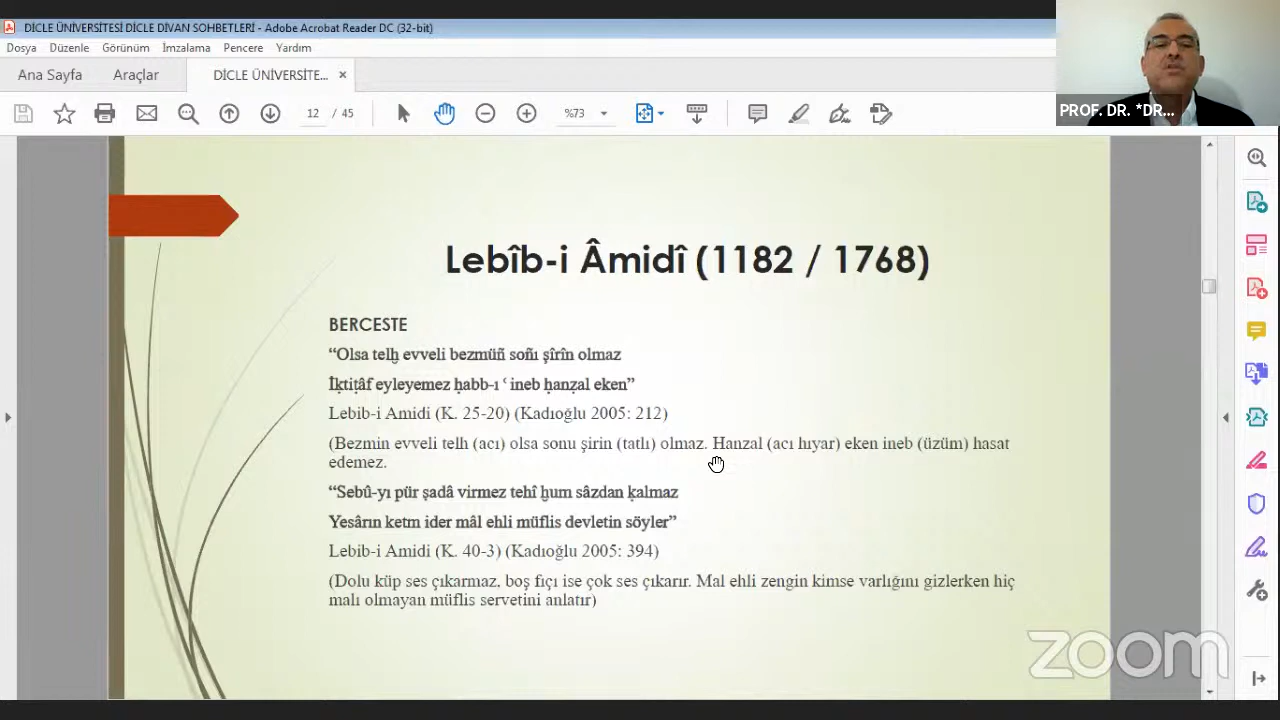 DİCLE ÜNİVERSİTESİ DİCLE DİVAN SOHBETLERİ - Adobe Acrobat Reader DC (32-bit)
Dosya Düzenle Görünüm İmzalama Pencere Yardım
Ana Sayfa Araçlar DİCLE ÜNİVERSİTE... ×
12 / 45 %73
PROF. DR. *DR...
Lebîb-i Âmidî (1182 / 1768)
BERCESTE
“Olsa telḫ evveli bezmüñ soñı şîrîn olmaz
İḳtiṭâf eyleyemez ḥabb-ı ʿ ineb ḥanẓal eken”
Lebib-i Amidi (K. 25-20) (Kadıoğlu 2005: 212)
(Bezmin evveli telh (acı) olsa sonu şirin (tatlı) olmaz. Hanzal (acı hıyar) eken ineb (üzüm) hasat
edemez.
“Sebû-yı pür ṣadâ virmez tehî ḫum sâzdan ḳalmaz
Yesârın ketm ider mâl ehli müflis devletin söyler”
Lebib-i Amidi (K. 40-3) (Kadıoğlu 2005: 394)
(Dolu küp ses çıkarmaz, boş fıçı ise çok ses çıkarır. Mal ehli zengin kimse varlığını gizlerken hiç
malı olmayan müflis servetini anlatır)
zoom